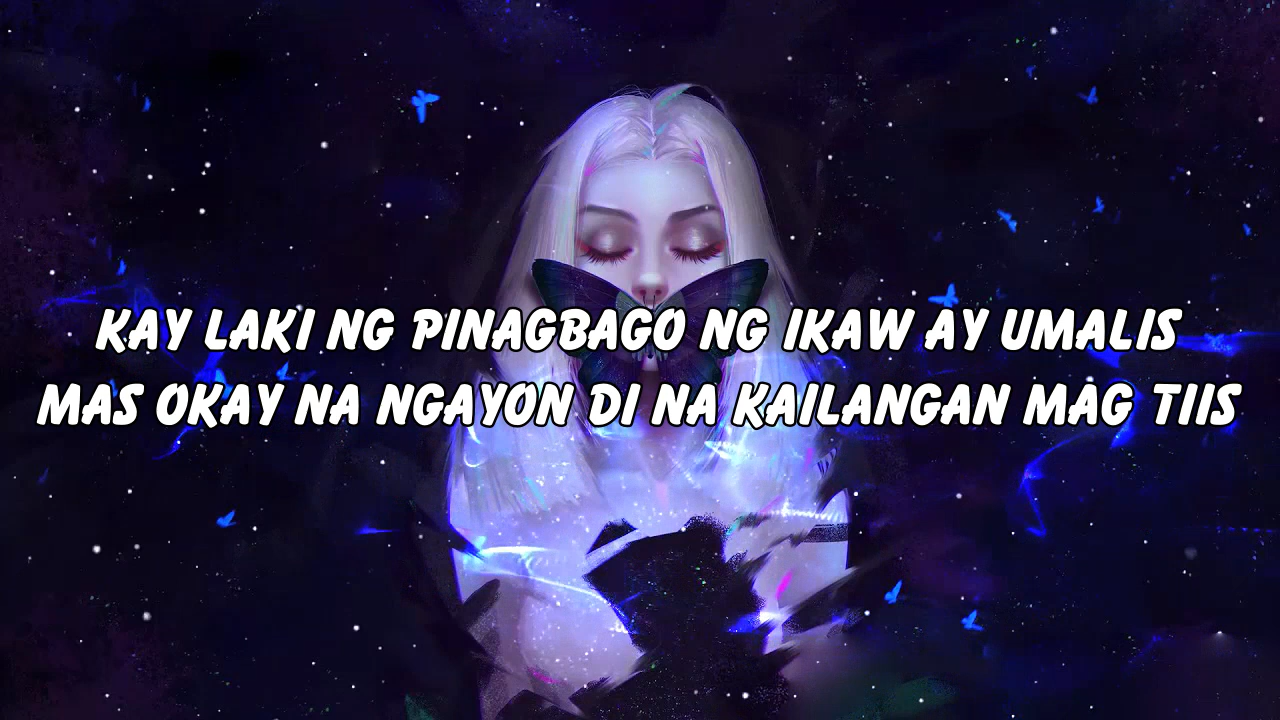 KAY LAKI NG PINAGBAGO NG IKAW AY UMALIS
MAS OKAY NA NGAYON DI NA KAILANGAN MAG TIIS